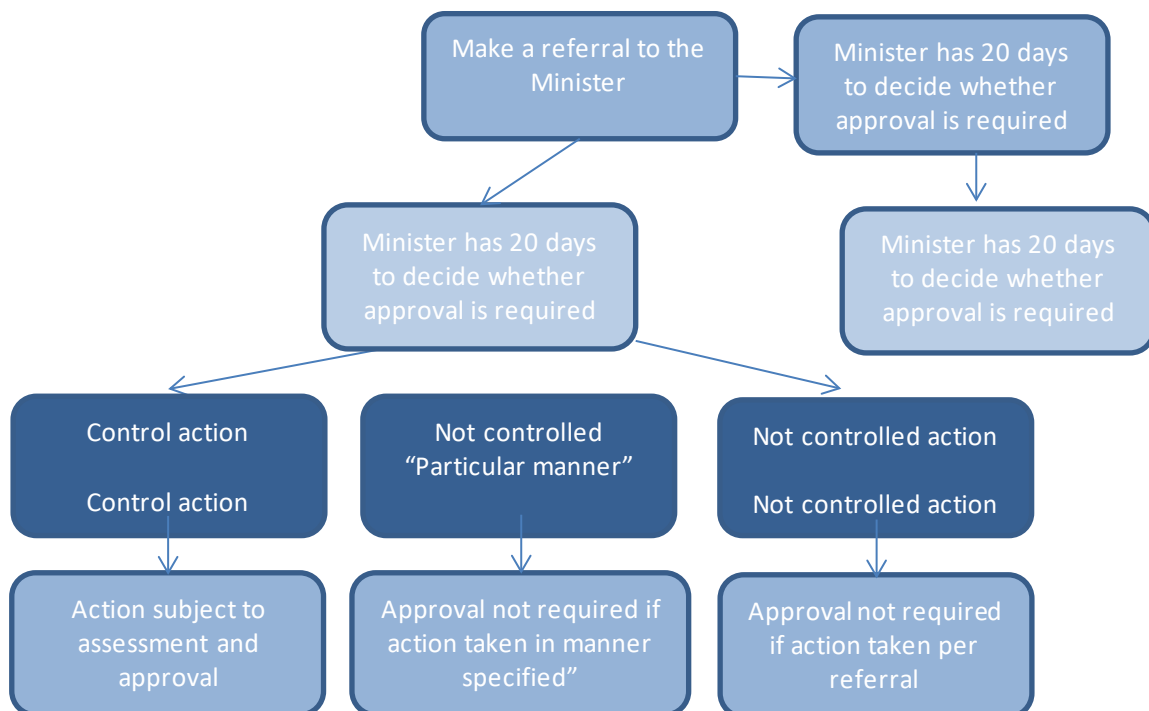 Make a referral to the
Minister
Minister has 20 days
to decide whether
approval is required
Minister has 20 days
to decide whether
approval is required
Minister has 20 days
to decide whether
approval is required
Control action
Control action
Not controlled
“Particular manner”
Not controlled action
Not controlled action
Action subject to
assessment and
approval
Approval not required if
action taken in manner
specified”
Approval not required
if action taken per
referral